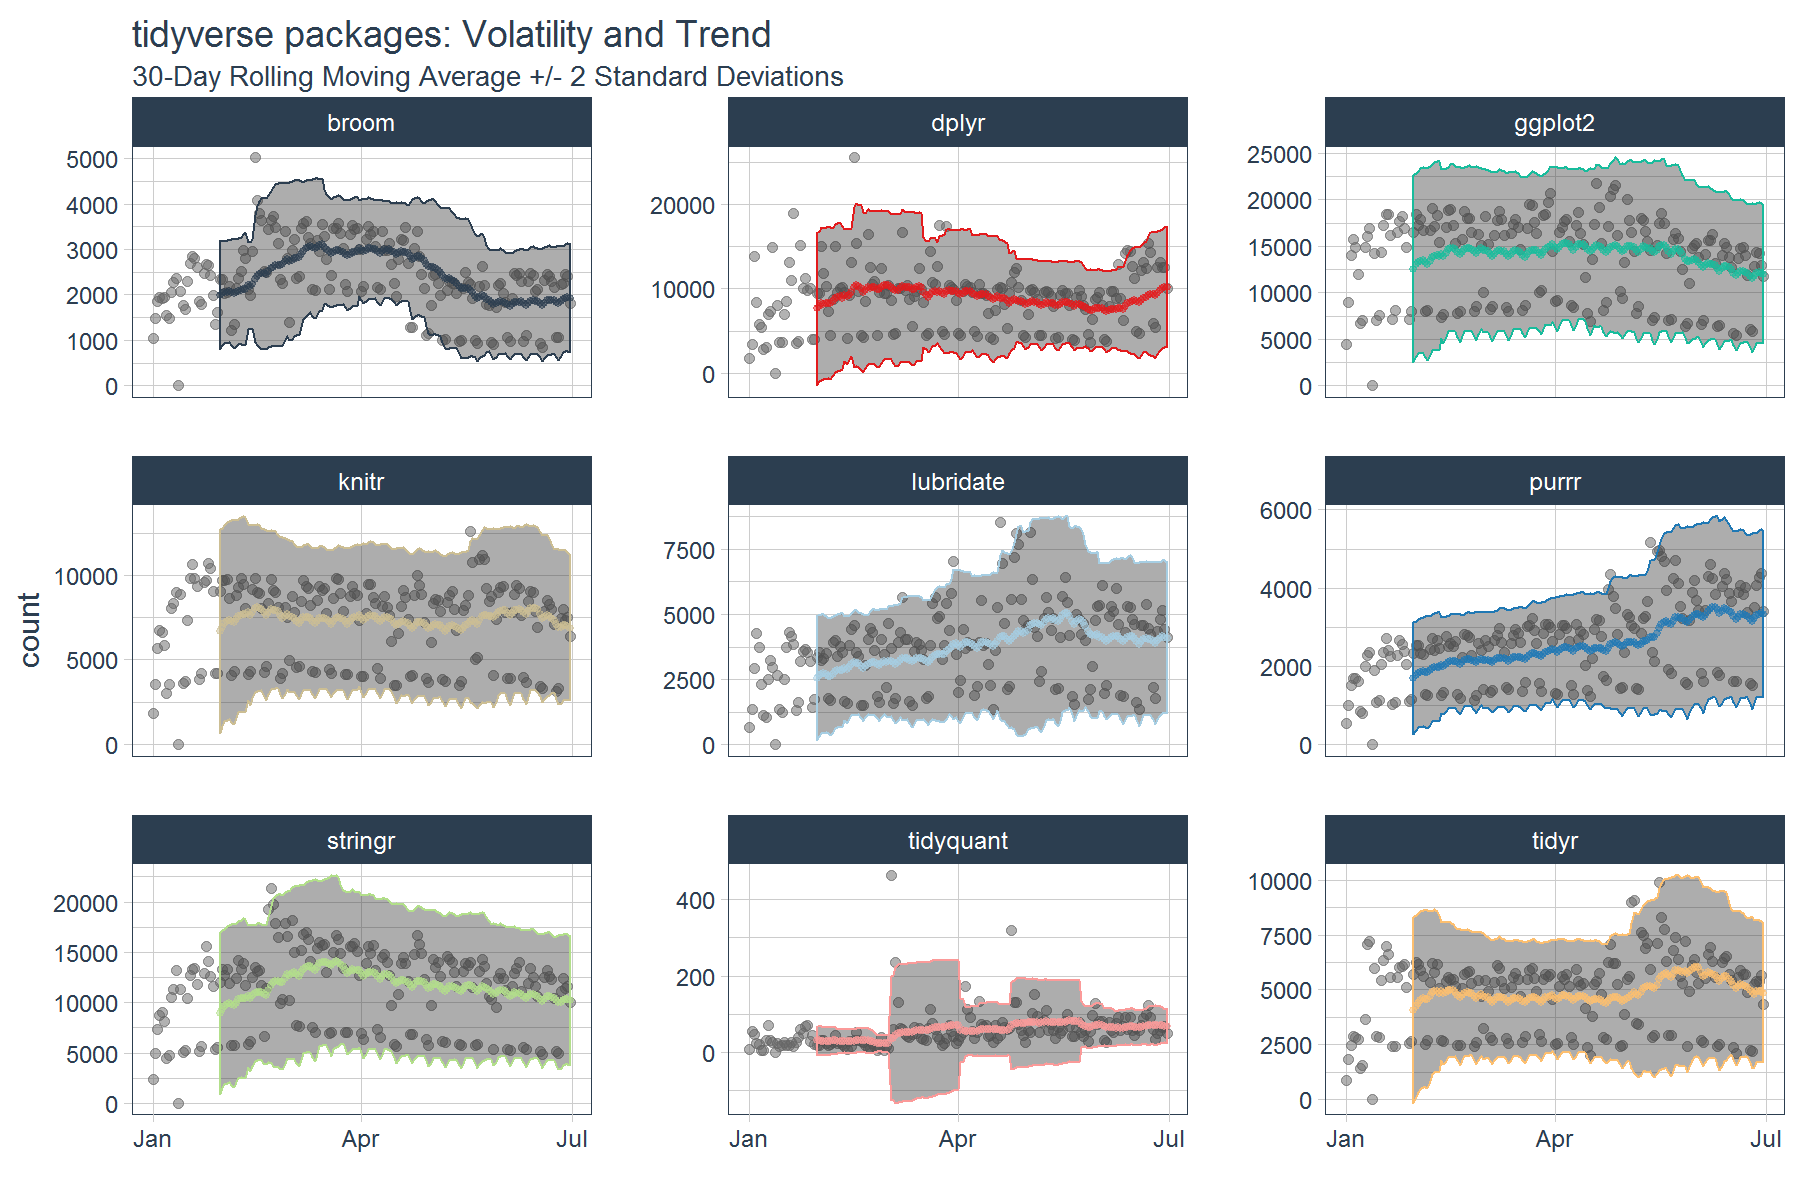 tidyverse packages: Volatility and Trend
30-Day Rolling Moving Average +/- 2 Standard Deviations
count
broom
5000
4000
3000
2000
1000
0
dplyr
20000
10000
0
ggplot2
25000
20000
15000
10000
5000
0
knitr
10000
5000
0
lubridate
7500
5000
2500
0
purrr
6000
4000
2000
0
stringr
20000
15000
10000
5000
0
Jan Apr Jul
tidyquant
400
200
0
Jan Apr Jul
tidyr
10000
7500
5000
2500
0
Jan Apr Jul